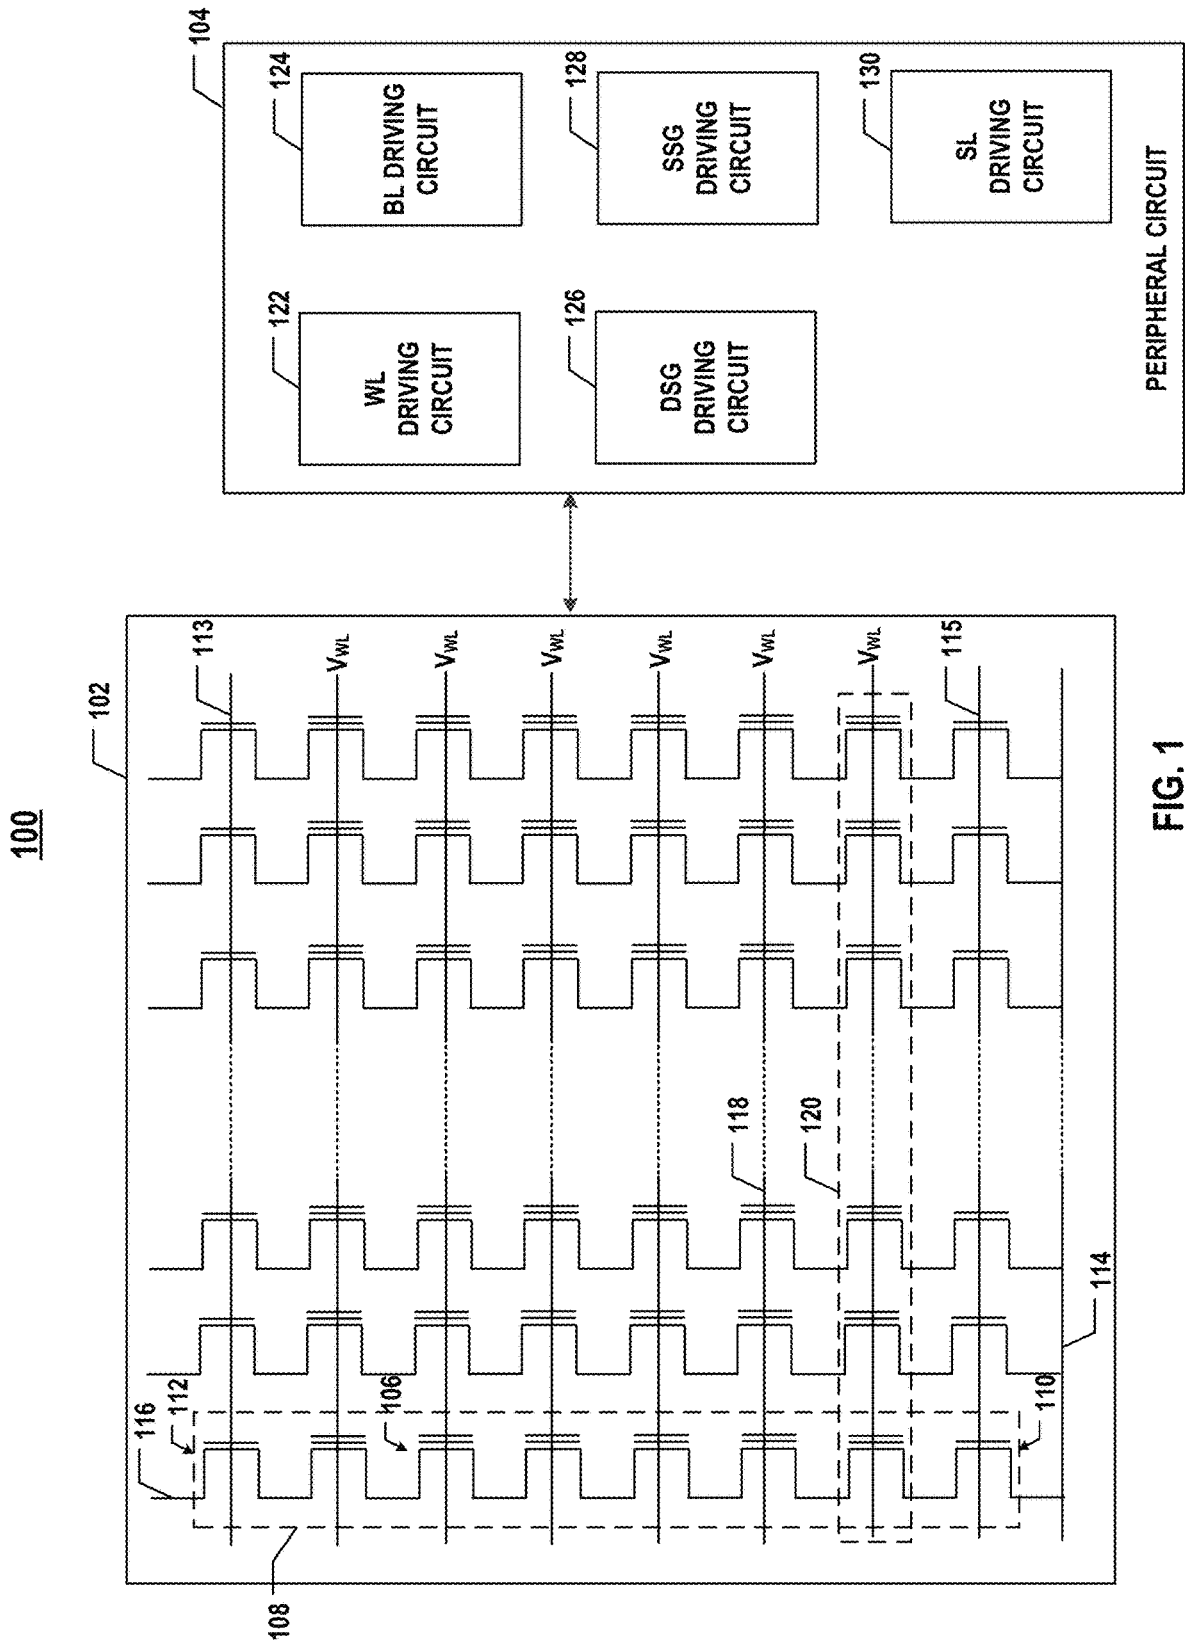 100
102
104
108
116
112
106
110
114
118
120
113
V_WL
V_WL
V_WL
V_WL
V_WL
V_WL
115
122
WL
DRIVING
CIRCUIT
124
BL DRIVING
CIRCUIT
126
DSG
DRIVING
CIRCUIT
128
SSG
DRIVING
CIRCUIT
130
SL
DRIVING
CIRCUIT
PERIPHERAL CIRCUIT
FIG. 1